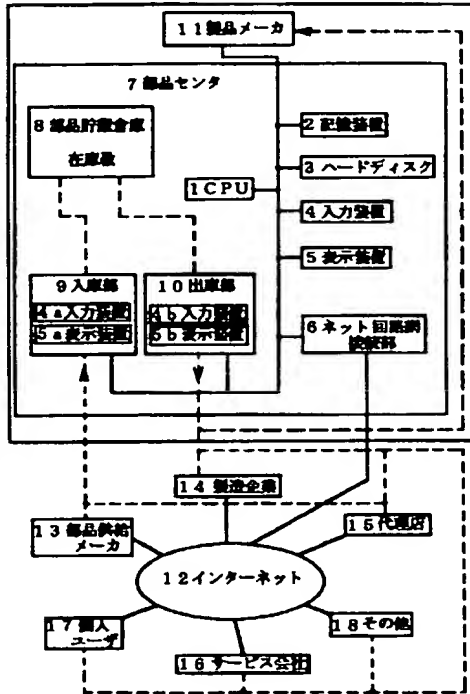 11製品メーカ
7部品センタ
8部品貯蔵倉庫
在庫数
2記憶装置
3ハードディスク
1CPU
4入力装置
5表示装置
9入庫部
4a入力装置
5a表示装置
10出庫部
4b入力装置
5b表示装置
6ネット回路網
接続部
14製造企業
13部品供給
メーカ
15代理店
12インターネット
17個人
ユーザ
18その他
16サービス会社